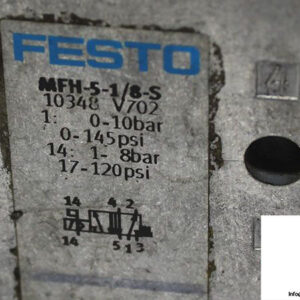 FESTO
MFH-5-1/8-S
10348 V702
1: 0-10bar
0-145psi
14: 1- 8bar
17-120psi
14 4 2
14 5 1 3
4